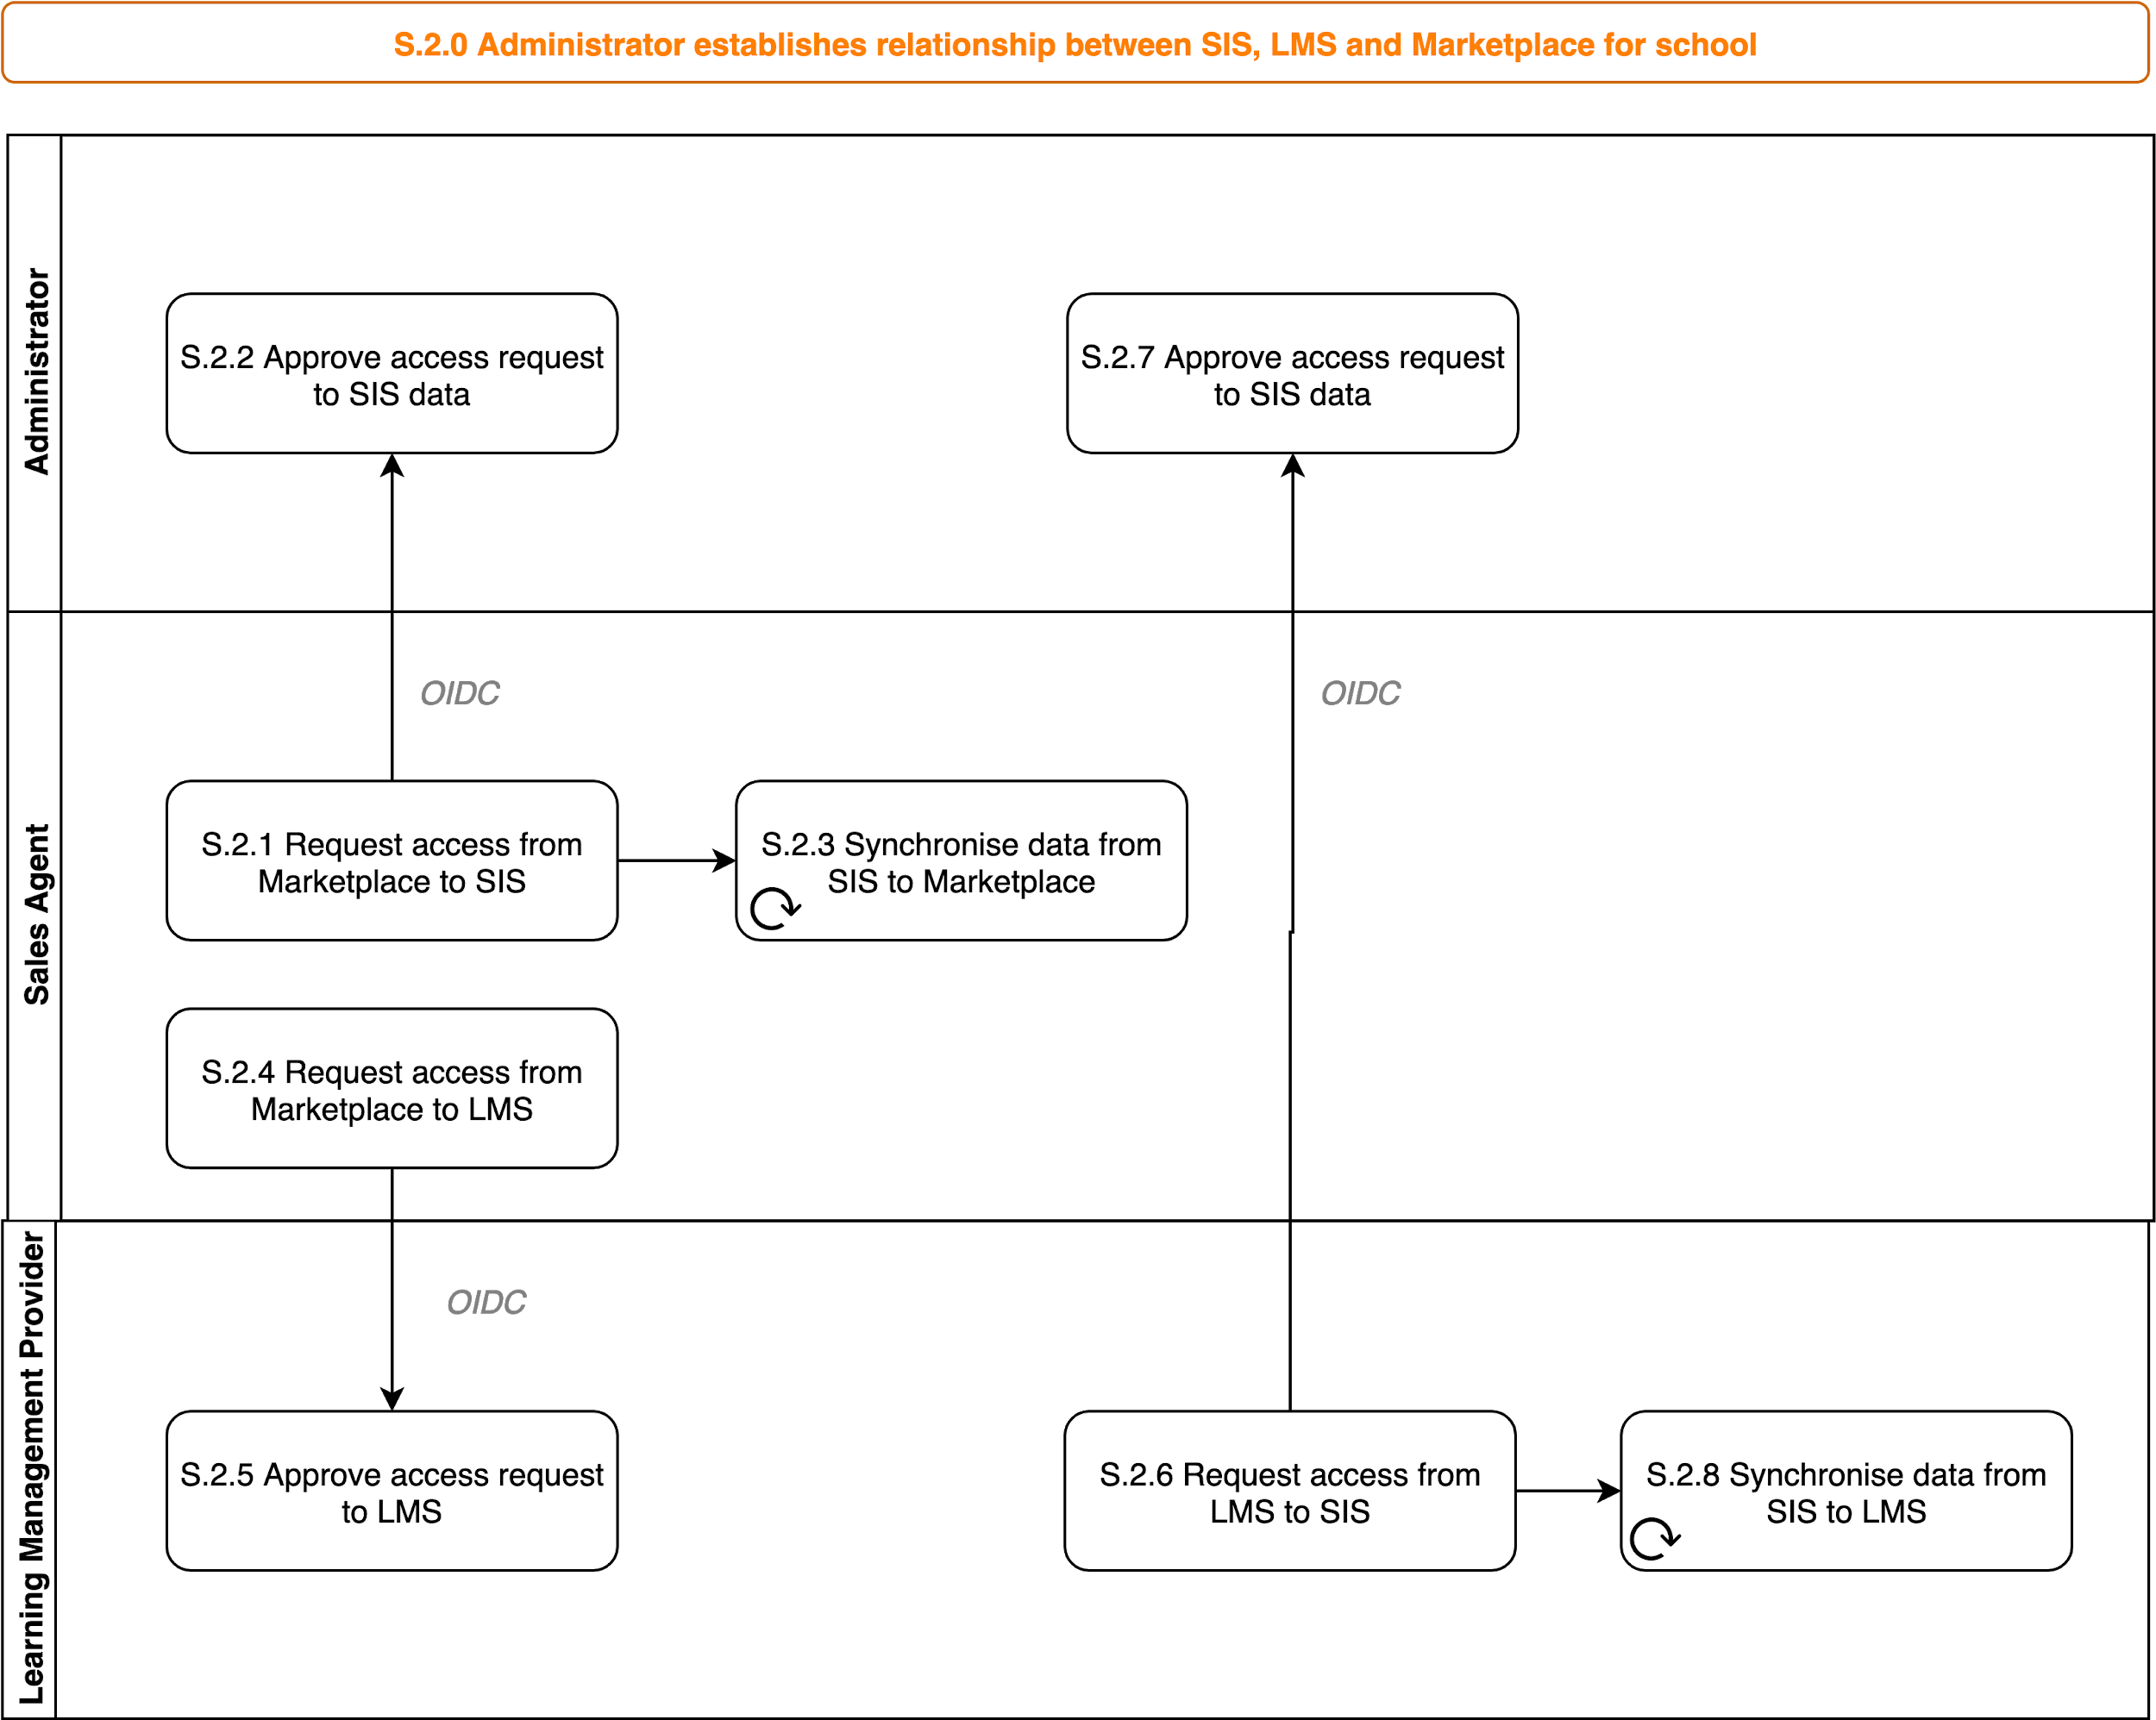 S.2.0 Administrator establishes relationship between SIS, LMS and Marketplace for school
Administrator
S.2.2 Approve access request
to SIS data
S.2.7 Approve access request
to SIS data
Sales Agent
OIDC
OIDC
S.2.1 Request access from
Marketplace to SIS
S.2.3 Synchronise data from
SIS to Marketplace
S.2.4 Request access from
Marketplace to LMS
Learning Management Provider
OIDC
S.2.5 Approve access request
to LMS
S.2.6 Request access from
LMS to SIS
S.2.8 Synchronise data from
SIS to LMS